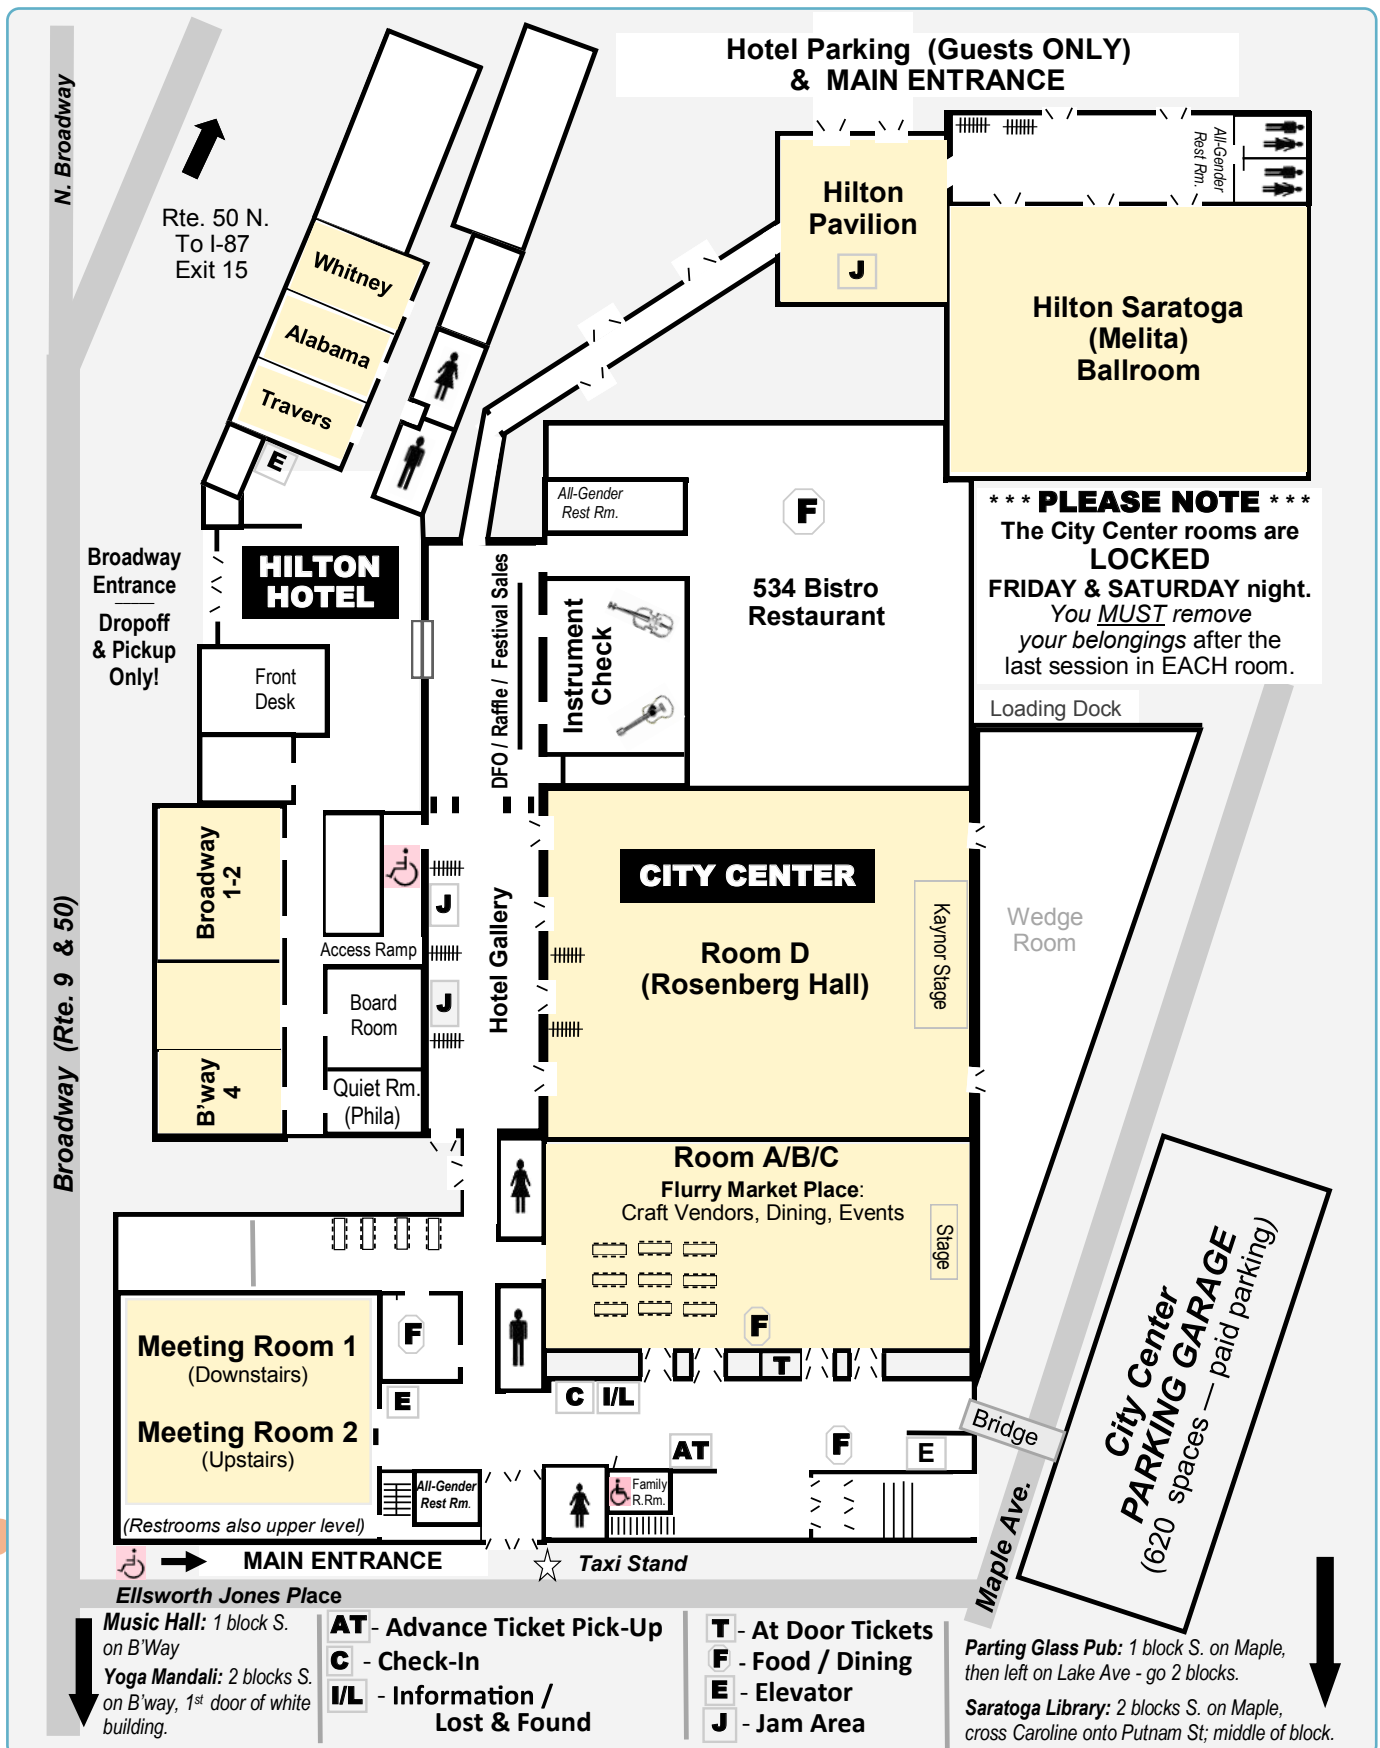 Hotel Parking (Guests ONLY)
& MAIN ENTRANCE
N. Broadway
Rte. 50 N.
To I-87
Exit 15
Whitney
Alabama
Travers
E
Hilton
Pavilion
J
All-Gender
Rest Rm.
Hilton Saratoga
(Melita)
Ballroom
All-Gender
Rest Rm.
F
534 Bistro
Restaurant
* * * PLEASE NOTE * * *
The City Center rooms are
LOCKED
FRIDAY & SATURDAY night.
You MUST remove
your belongings after the
last session in EACH room.
Broadway
Entrance
Dropoff
& Pickup
Only!
HILTON
HOTEL
DFO / Raffle / Festival Sales
Instrument
Check
Front
Desk
Loading Dock
Broadway
1-2
J
Access Ramp
J
Board
Room
Quiet Rm.
(Phila)
B'way
4
Hotel Gallery
CITY CENTER
Room D
(Rosenberg Hall)
Kaynor Stage
Wedge
Room
Broadway (Rte. 9 & 50)
Room A/B/C
Flurry Market Place:
Craft Vendors, Dining, Events
Stage
F
T
Meeting Room 1
(Downstairs)
Meeting Room 2
(Upstairs)
(Restrooms also upper level)
F
E
C I/L
AT
F
E
Bridge
All-Gender
Rest Rm.
Family
R.Rm.
City Center
PARKING GARAGE
(620 spaces — paid parking)
Maple Ave.
MAIN ENTRANCE
Taxi Stand
Ellsworth Jones Place
Music Hall: 1 block S.
on B'Way
Yoga Mandali: 2 blocks S.
on B'way, 1st door of white
building.
AT - Advance Ticket Pick-Up
C - Check-In
I/L - Information /
Lost & Found
T - At Door Tickets
F - Food / Dining
E - Elevator
J - Jam Area
Parting Glass Pub: 1 block S. on Maple,
then left on Lake Ave - go 2 blocks.
Saratoga Library: 2 blocks S. on Maple,
cross Caroline onto Putnam St; middle of block.